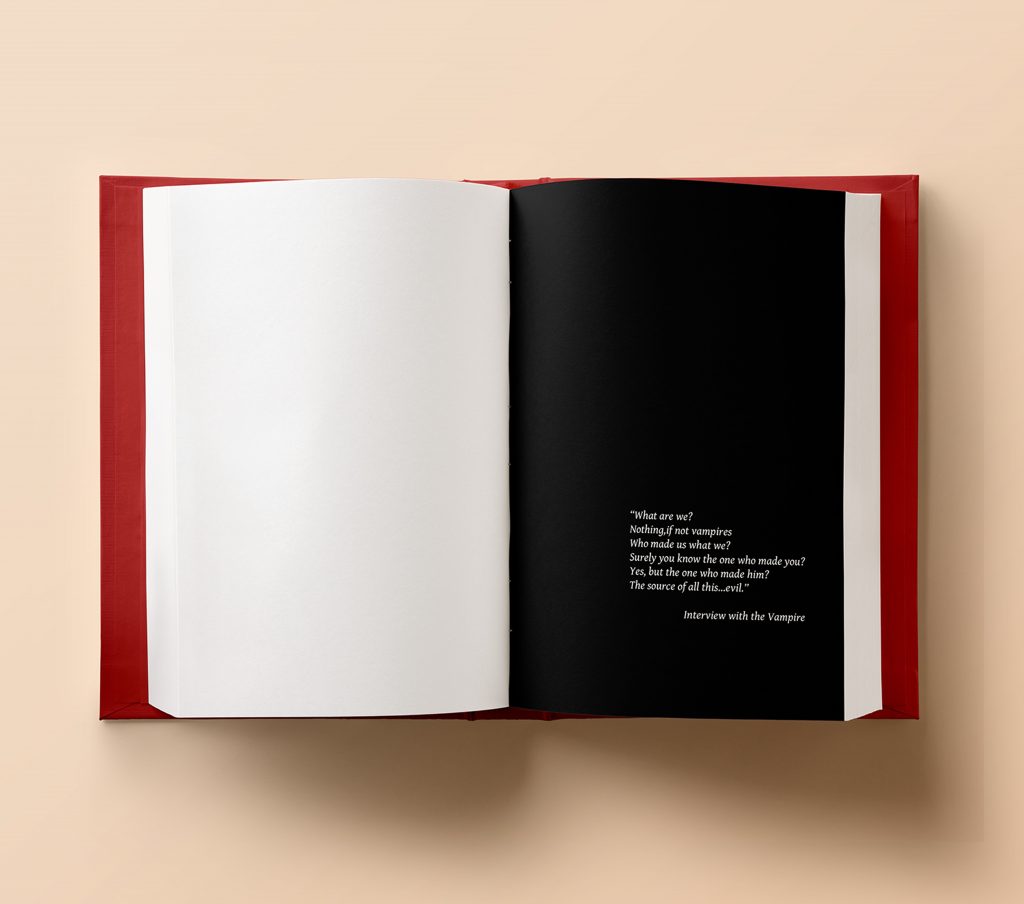 “What are we?
Nothing,if not vampires
Who made us what we?
Surely you know the one who made you?
Yes, but the one who made him?
The source of all this...evil.”
Interview with the Vampire